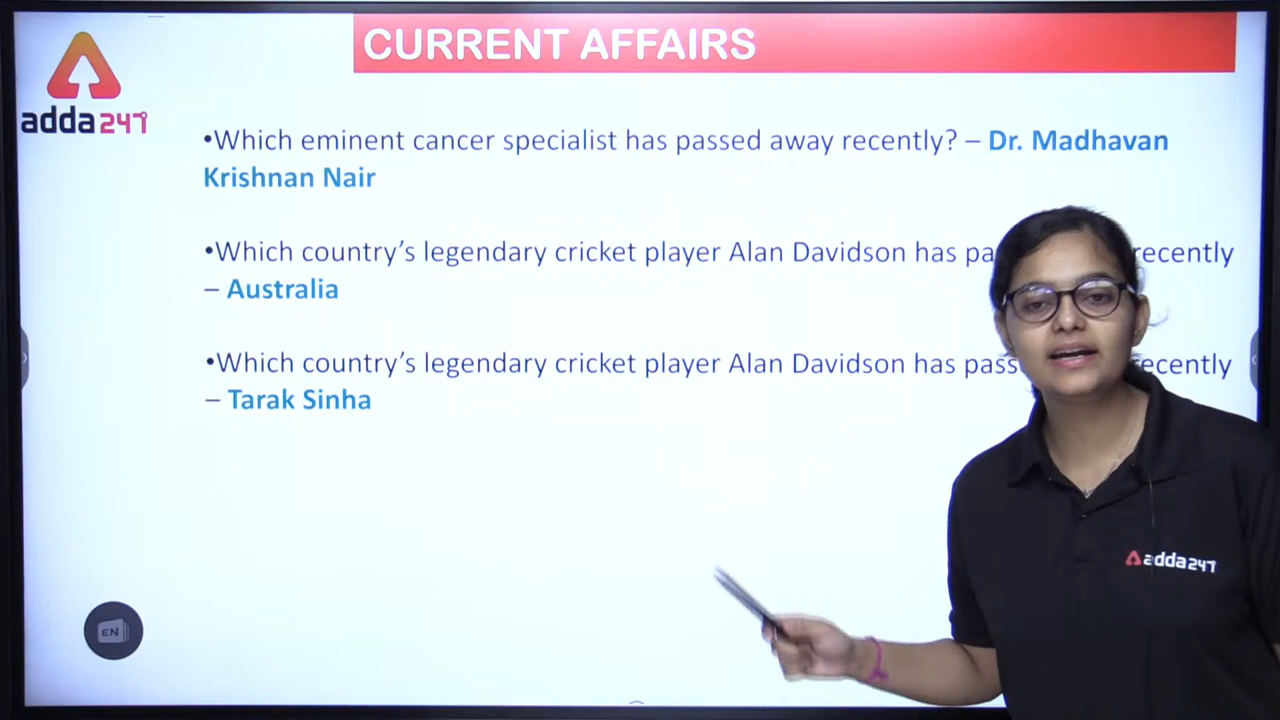 CURRENT AFFAIRS
adda247
•Which eminent cancer specialist has passed away recently? – Dr. Madhavan
Krishnan Nair
•Which country's legendary cricket player Alan Davidson has pa recently
– Australia
•Which country's legendary cricket player Alan Davidson has pass recently
– Tarak Sinha
EN
adda247